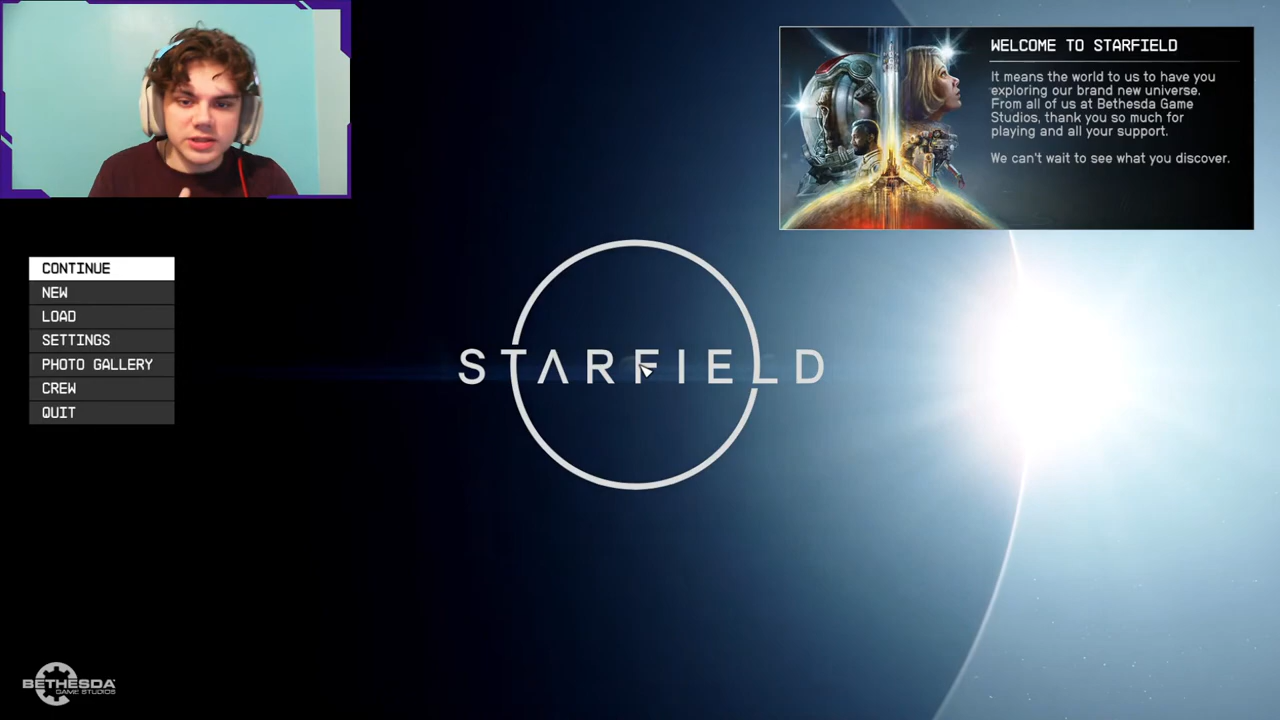 WELCOME TO STARFIELD
It means the world to us to have you
exploring our brand new universe.
From all of us at Bethesda Game
Studios, thank you so much for
playing and all your support.
We can't wait to see what you discover.
CONTINUE
NEW
LOAD
SETTINGS
PHOTO GALLERY
CREW
QUIT
STARFIELD
BETHESDA
GAME STUDIOS